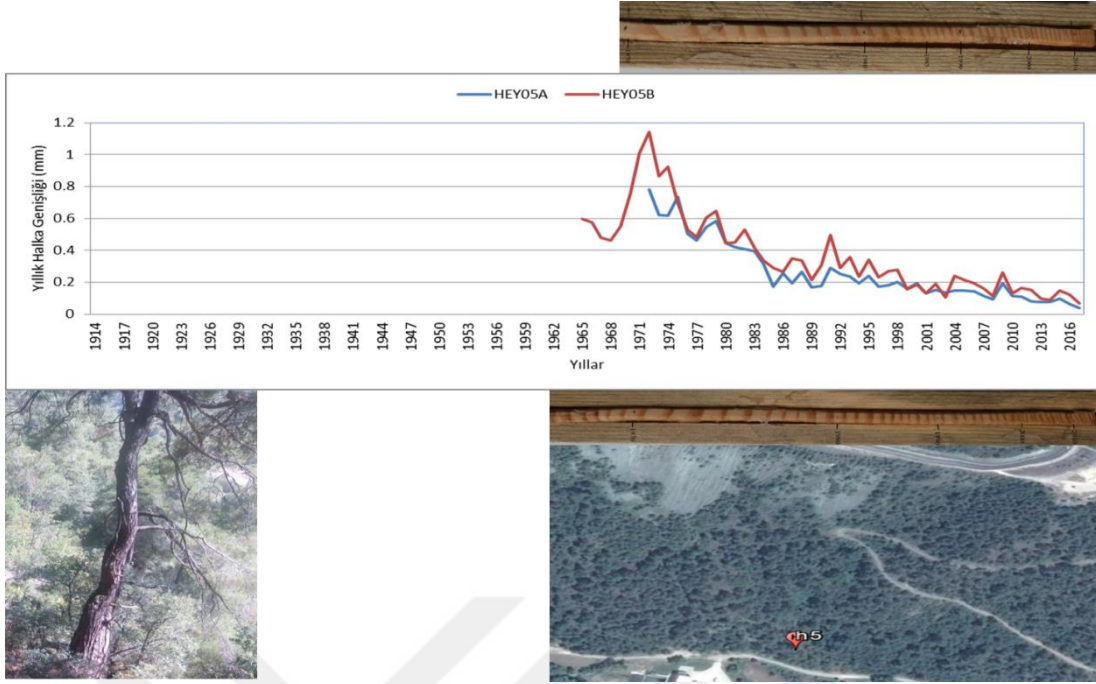 HEY05A HEY05B
Yıllık Halka Genişliği (mm)
1.2
1
0.8
0.6
0.4
0.2
0
1914 1917 1920 1923 1926 1929 1932 1935 1938 1941 1944 1947 1950 1953 1956 1959 1962 1965 1968 1971 1974 1977 1980 1983 1986 1989 1992 1995 1998 2001 2004 2007 2010 2013 2016
Yıllar
h 5